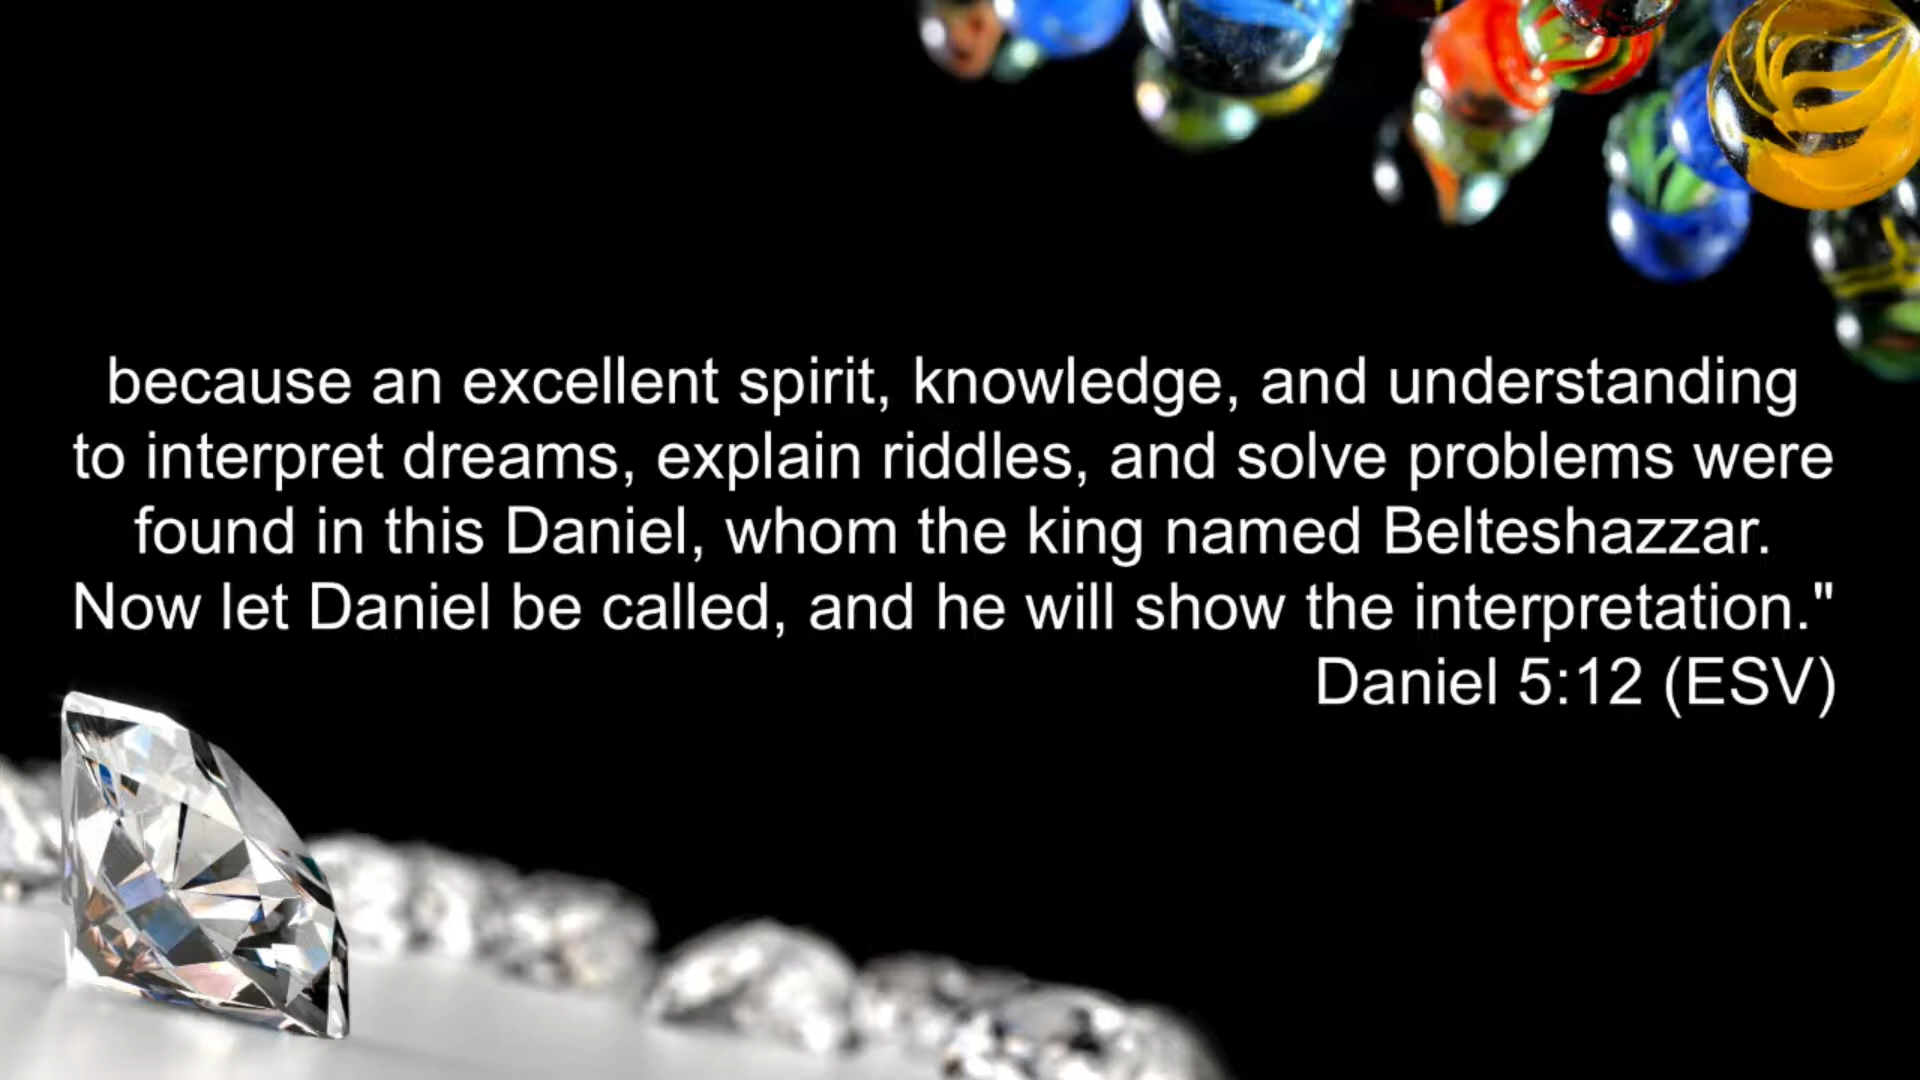 because an excellent spirit, knowledge, and understanding
to interpret dreams, explain riddles, and solve problems were
found in this Daniel, whom the king named Belteshazzar.
Now let Daniel be called, and he will show the interpretation."
Daniel 5:12 (ESV)